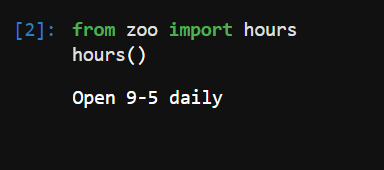 [2]: from zoo import hours
hours()
Open 9-5 daily